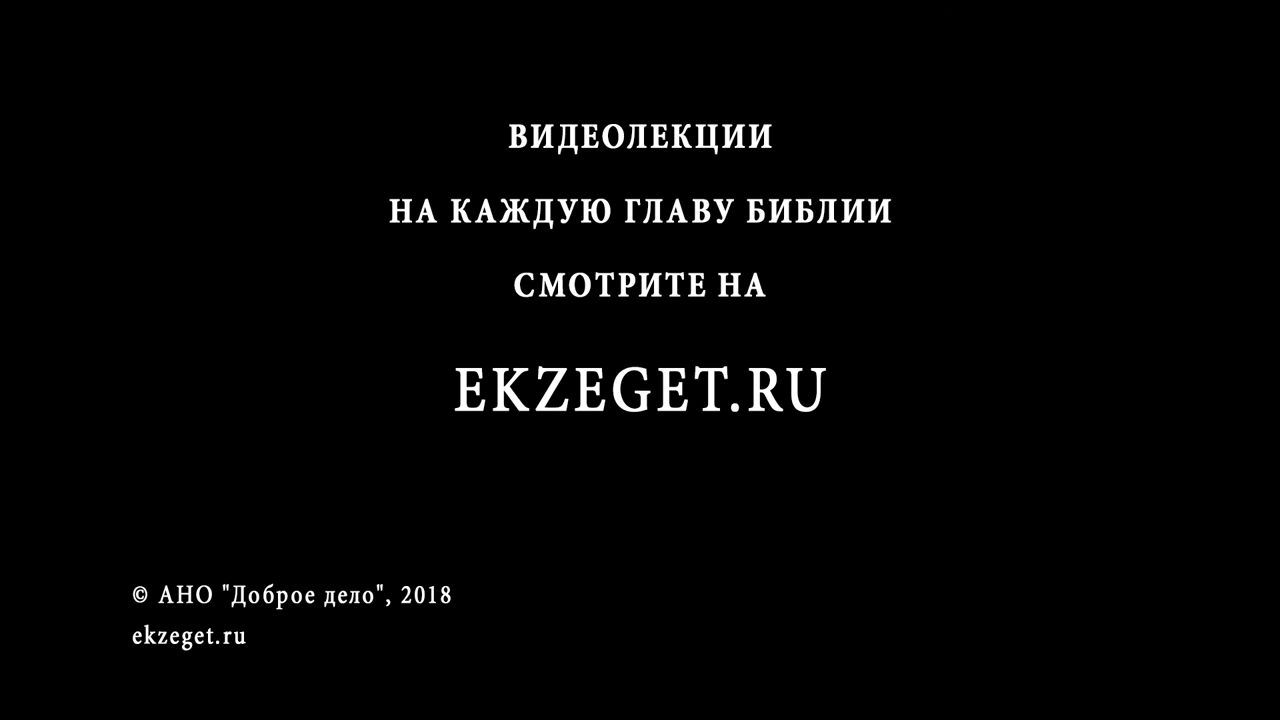 ВИДЕОЛЕКЦИИ
НА КАЖДУЮ ГЛАВУ БИБЛИИ
СМОТРИТЕ НА
EKZEGET.RU
© АНО "Доброе дело", 2018
ekzeget.ru